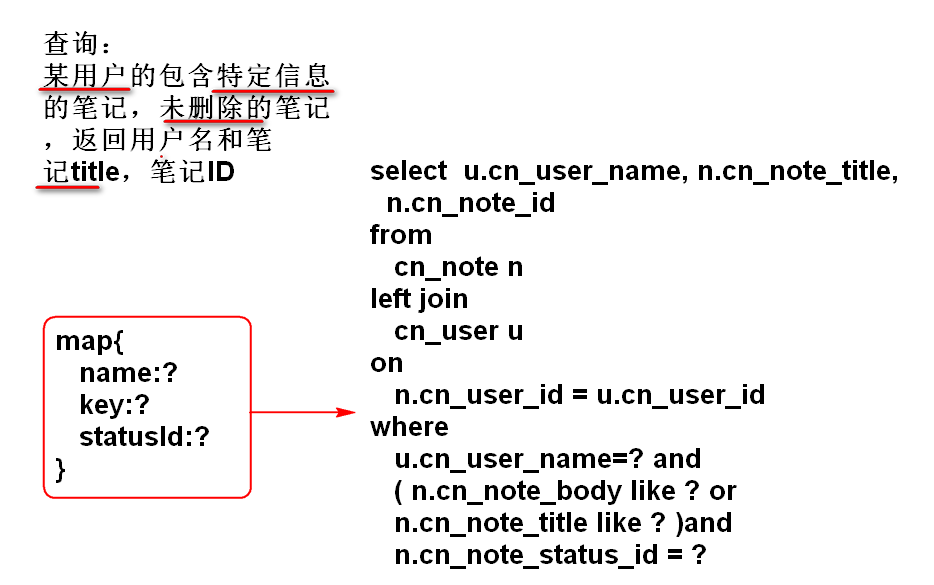 查询：
某用户的包含特定信息
的笔记，未删除的笔记
，返回用户名和笔
记title，笔记ID
select u.cn_user_name, n.cn_note_title,
n.cn_note_id
from
cn_note n
left join
cn_user u
on
n.cn_user_id = u.cn_user_id
where
u.cn_user_name=? and
( n.cn_note_body like ? or
n.cn_note_title like ? )and
n.cn_note_status_id = ?
map{
name:?
key:?
statusId:?
}